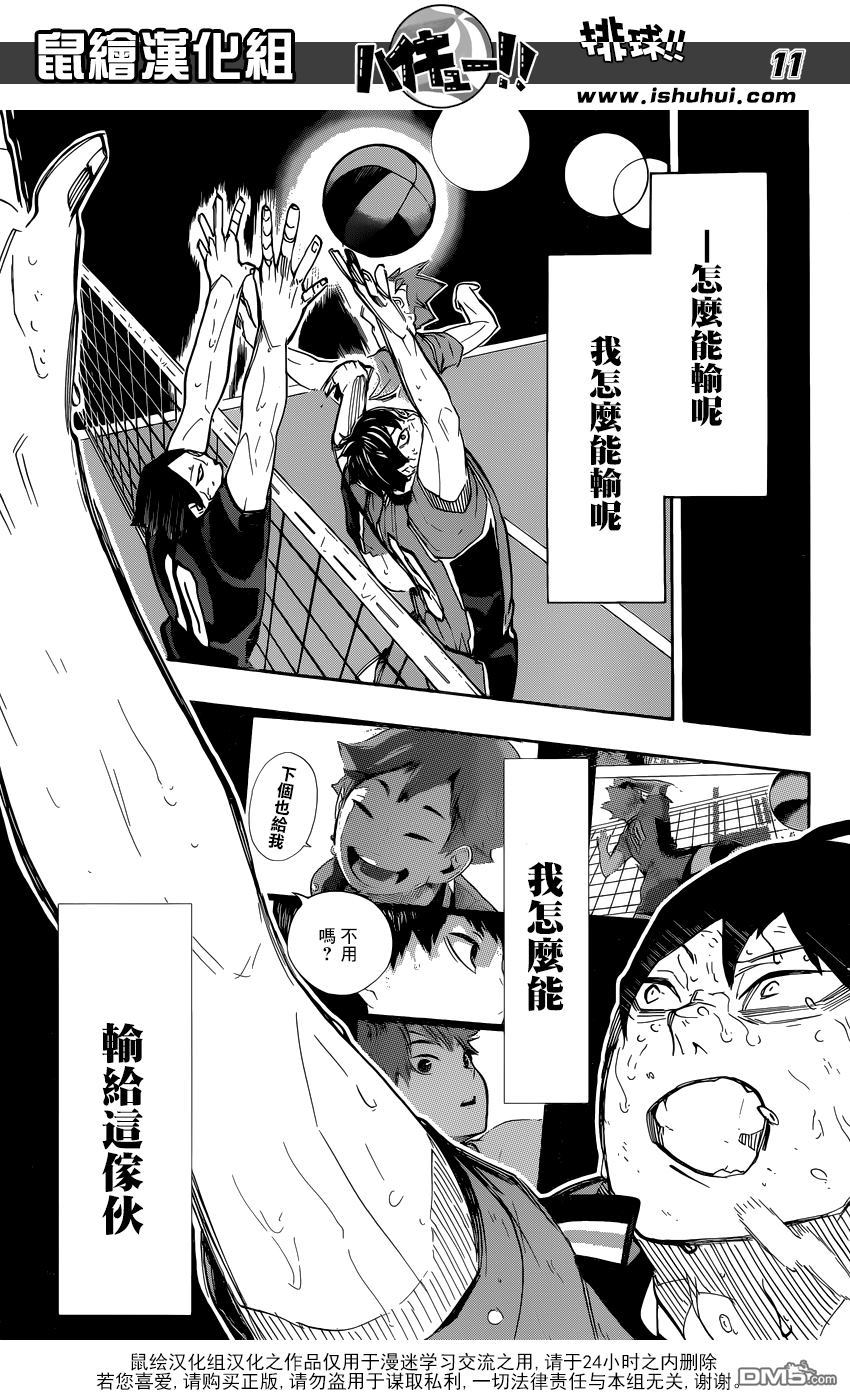 鼠繪漢化組
ハイキュー!!
排球!!
11
www.ishuhui.com
—怎麼能輸呢
我怎麼能輸呢
下個也給我
不用
嗎?
我怎麼能
輸給這傢伙
鼠绘汉化组汉化之作品仅用于漫迷学习交流之用,请于24小时之内删除
若您喜爱,请购买正版,请勿用于谋取私利,一切法律责任与本组无关,谢谢。
DM5.com